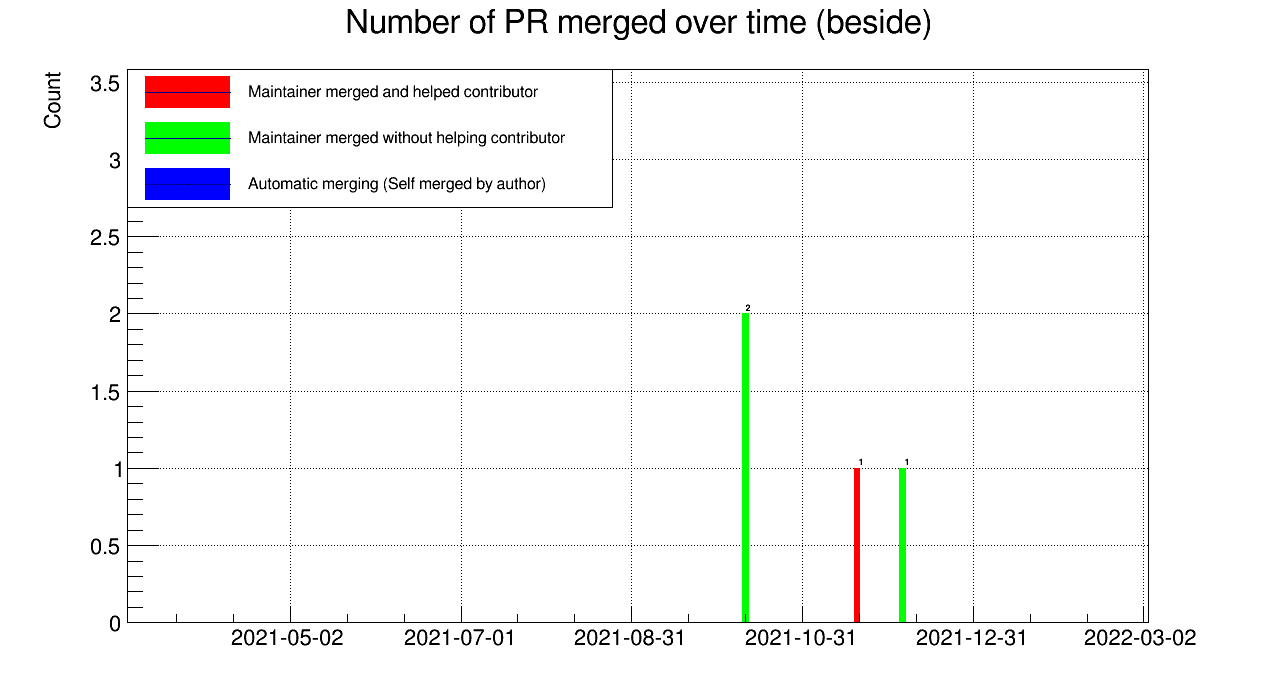 Number of PR merged over time (beside)
Count
3.5
3
2.5
2
1.5
1
0.5
0
Maintainer merged and helped contributor
Maintainer merged without helping contributor
Automatic merging (Self merged by author)
2
1
1
2021-05-02 2021-07-01 2021-08-31 2021-10-31 2021-12-31 2022-03-02